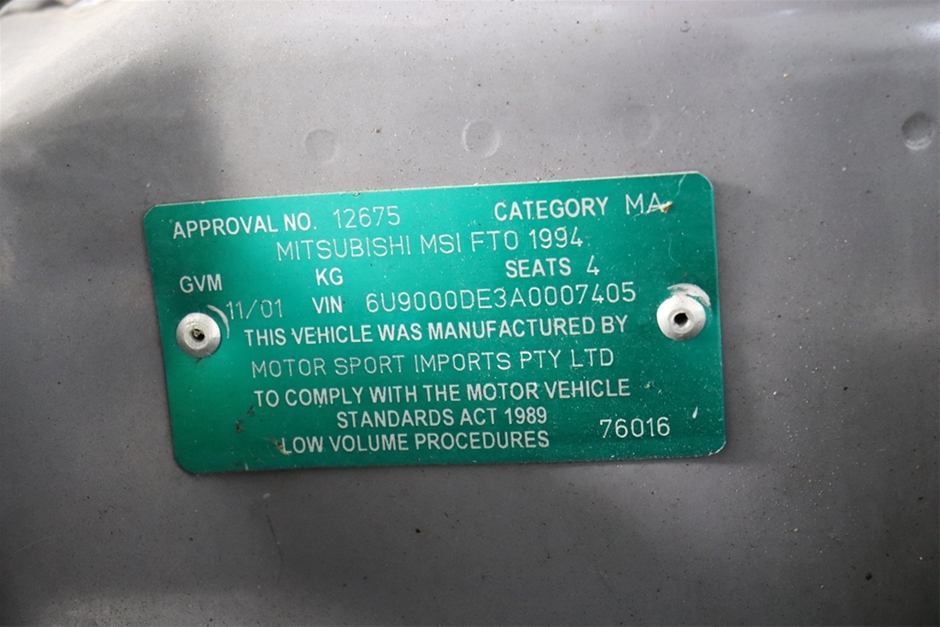 APPROVAL NO. 12675 CATEGORY MA
MITSUBISHI MSI FTO 1994
GVM KG SEATS 4
11/01 VIN 6U9000DE3A0007405
THIS VEHICLE WAS MANUFACTURED BY
MOTOR SPORT IMPORTS PTY LTD
TO COMPLY WITH THE MOTOR VEHICLE
STANDARDS ACT 1989
LOW VOLUME PROCEDURES 76016